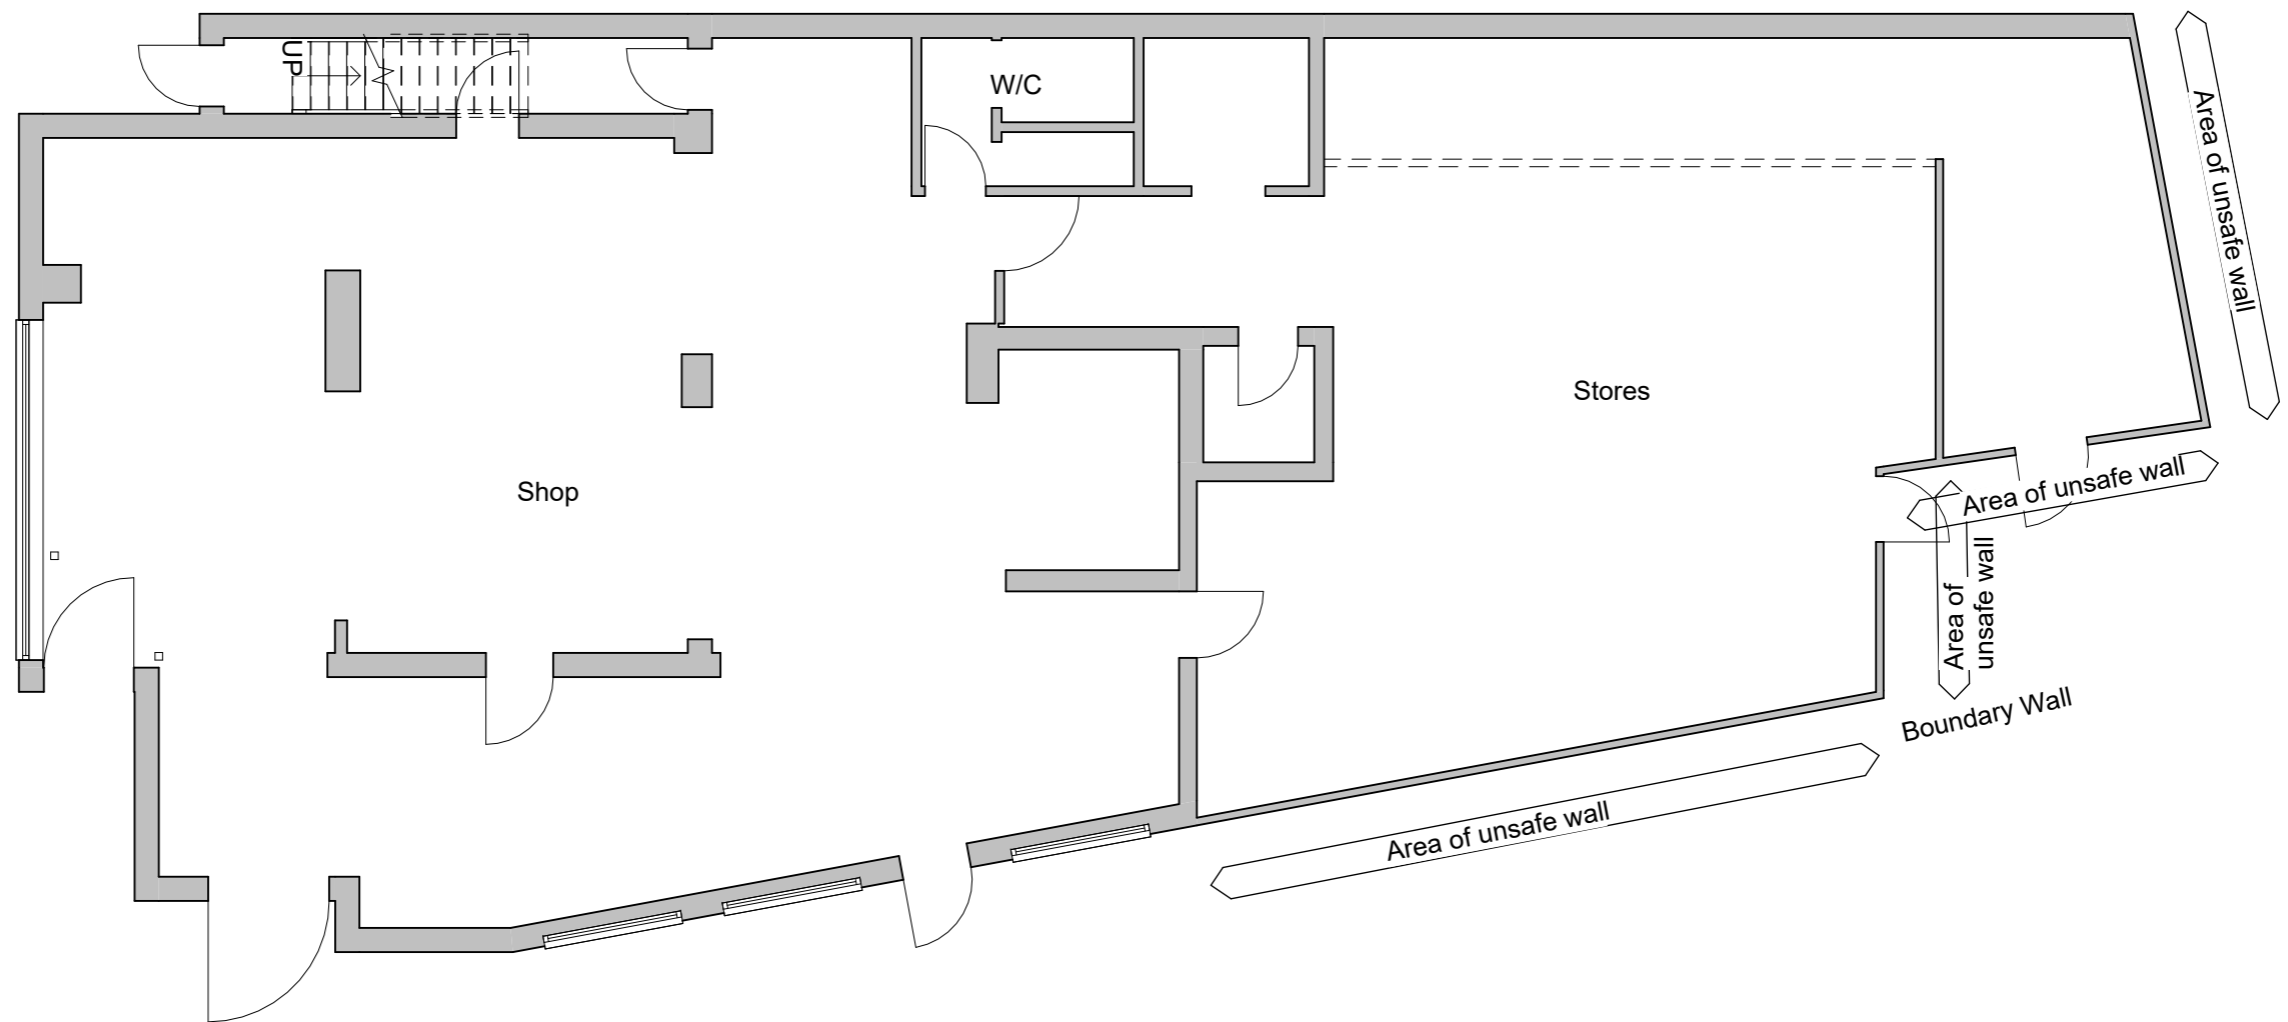 UP
W/C
Area of unsafe wall
Stores
Shop
Area of unsafe wall
Area of
unsafe wall
Boundary Wall
Area of unsafe wall